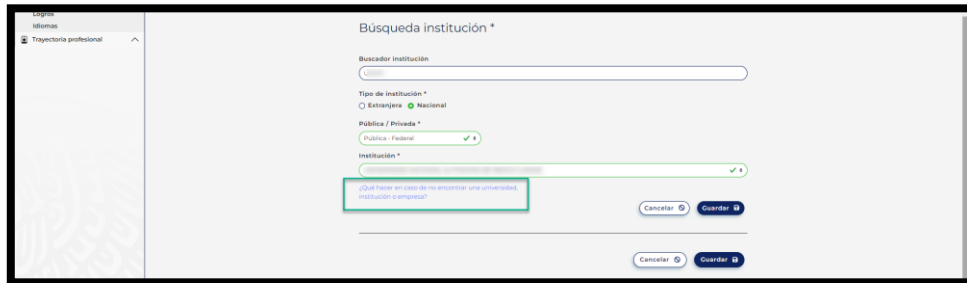 Logros
Idiomas
Trayectoria profesional
Búsqueda institución *
Buscador institución
Tipo de institución *
Extranjera
Nacional
Pública / Privada *
Pública - Federal
Institución *
¿Qué hacer en caso de no encontrar una universidad,
institución o empresa?
Cancelar
Guardar
Cancelar
Guardar